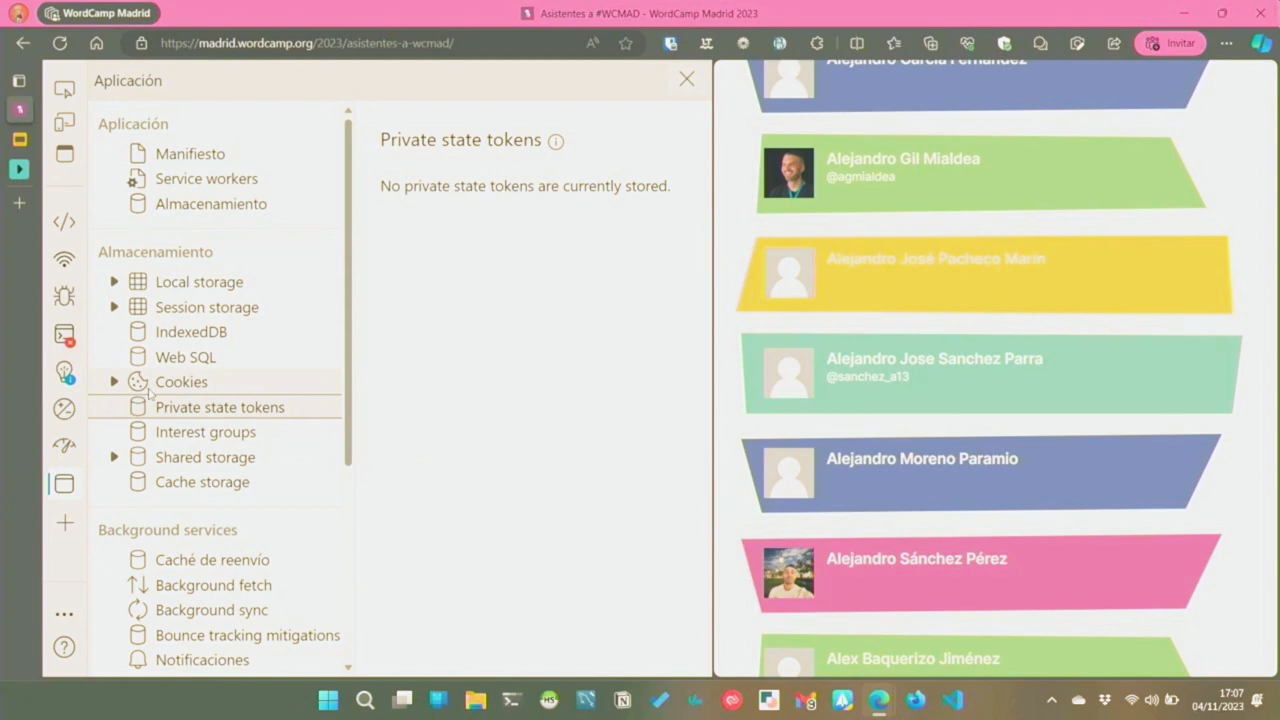 WordCamp Madrid
Asistentes a #WCMAD - WordCamp Madrid 2023
https://madrid.wordcamp.org/2023/asistentes-a-wcmad/
Invitar
Aplicación
Aplicación
Manifiesto
Service workers
Almacenamiento
Almacenamiento
Local storage
Session storage
IndexedDB
Web SQL
Cookies
Private state tokens
Interest groups
Shared storage
Cache storage
Background services
Caché de reenvío
Background fetch
Background sync
Bounce tracking mitigations
Notificaciones
Private state tokens
No private state tokens are currently stored.
Alejandro García Fernández
Alejandro Gil Mialdea
@agmialdea
Alejandro José Pacheco Marín
Alejandro Jose Sanchez Parra
@sanchez_a13
Alejandro Moreno Paramio
Alejandro Sánchez Pérez
Alex Baquerizo Jiménez
17:07
04/11/2023